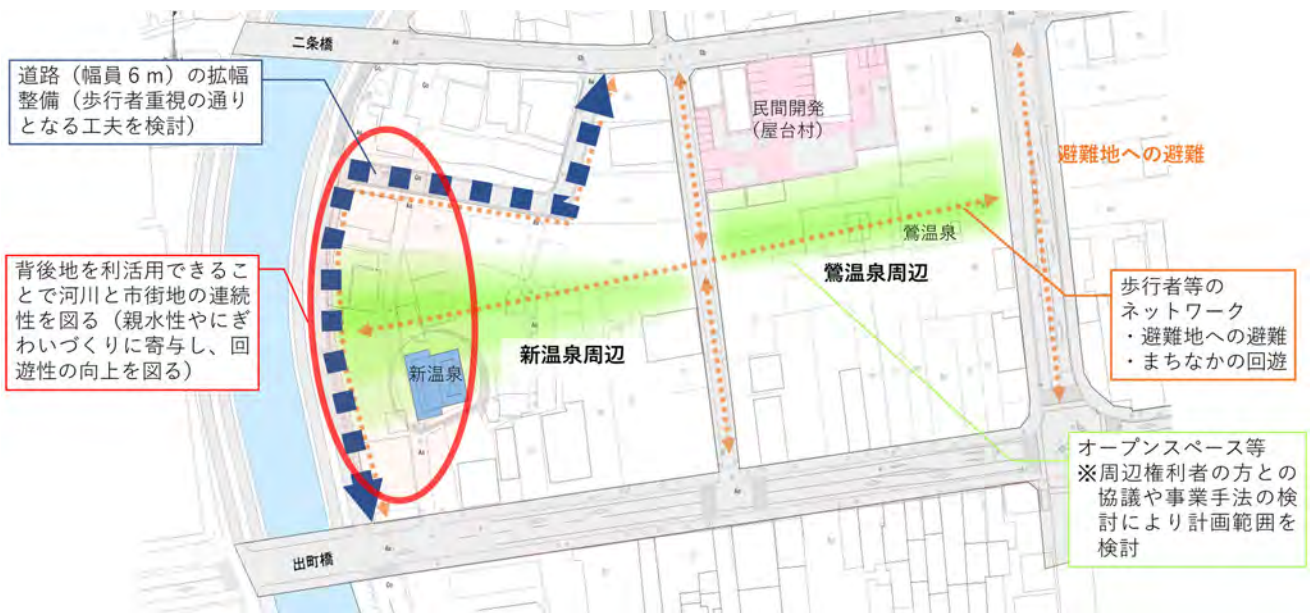 二条橋
道路（幅員６ｍ）の拡幅
整備（歩行者重視の通り
となる工夫を検討）
民間開発
（屋台村）
避難地への避難
鶯温泉
鶯温泉周辺
背後地を利活用できるこ
とで河川と市街地の連続
性を図る（親水性やにぎ
わいづくりに寄与し、回
遊性の向上を図る）
歩行者等の
ネットワーク
・避難地への避難
・まちなかの回遊
新温泉周辺
新温泉
オープンスペース等
※周辺権利者の方との
協議や事業手法の検
討により計画範囲を
検討
出町橋